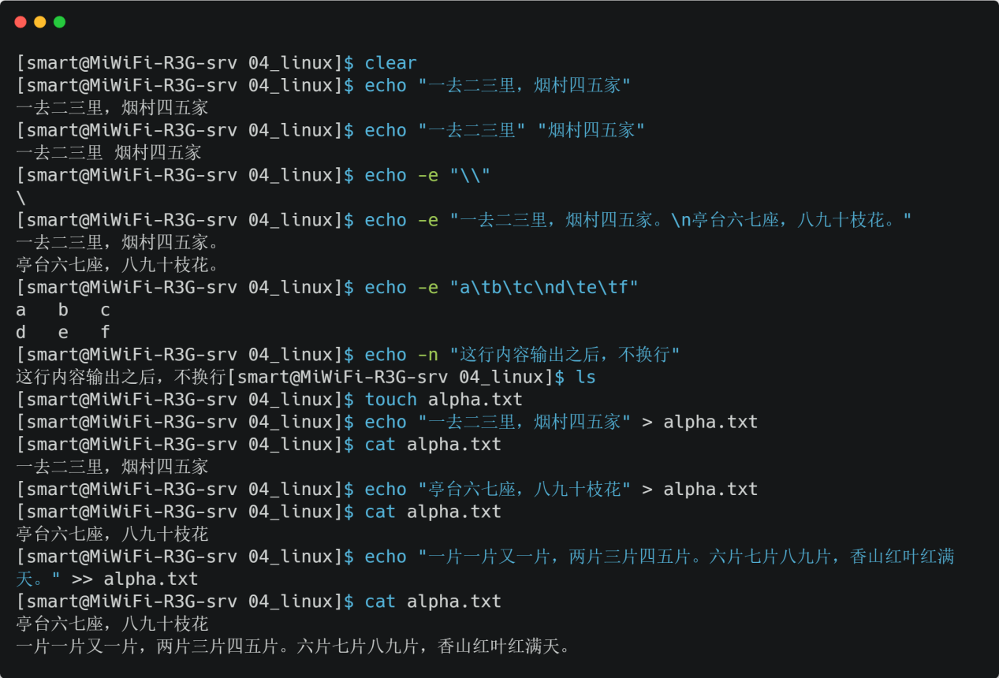 [smart@MiWiFi-R3G-srv 04_linux]$ clear
[smart@MiWiFi-R3G-srv 04_linux]$ echo "一去二三里，烟村四五家"
一去二三里，烟村四五家
[smart@MiWiFi-R3G-srv 04_linux]$ echo "一去二三里" "烟村四五家"
一去二三里 烟村四五家
[smart@MiWiFi-R3G-srv 04_linux]$ echo -e "\\"
\
[smart@MiWiFi-R3G-srv 04_linux]$ echo -e "一去二三里，烟村四五家。\n亭台六七座，八九十枝花。"
一去二三里，烟村四五家。
亭台六七座，八九十枝花。
[smart@MiWiFi-R3G-srv 04_linux]$ echo -e "a\tb\tc\nd\te\tf"
a   b   c
d   e   f
[smart@MiWiFi-R3G-srv 04_linux]$ echo -n "这行内容输出之后，不换行"
这行内容输出之后，不换行[smart@MiWiFi-R3G-srv 04_linux]$ ls
[smart@MiWiFi-R3G-srv 04_linux]$ touch alpha.txt
[smart@MiWiFi-R3G-srv 04_linux]$ echo "一去二三里，烟村四五家" > alpha.txt
[smart@MiWiFi-R3G-srv 04_linux]$ cat alpha.txt
一去二三里，烟村四五家
[smart@MiWiFi-R3G-srv 04_linux]$ echo "亭台六七座，八九十枝花" > alpha.txt
[smart@MiWiFi-R3G-srv 04_linux]$ cat alpha.txt
亭台六七座，八九十枝花
[smart@MiWiFi-R3G-srv 04_linux]$ echo "一片一片又一片，两片三片四五片。六片七片八九片，香山红叶红满
天。" >> alpha.txt
[smart@MiWiFi-R3G-srv 04_linux]$ cat alpha.txt
亭台六七座，八九十枝花
一片一片又一片，两片三片四五片。六片七片八九片，香山红叶红满天。